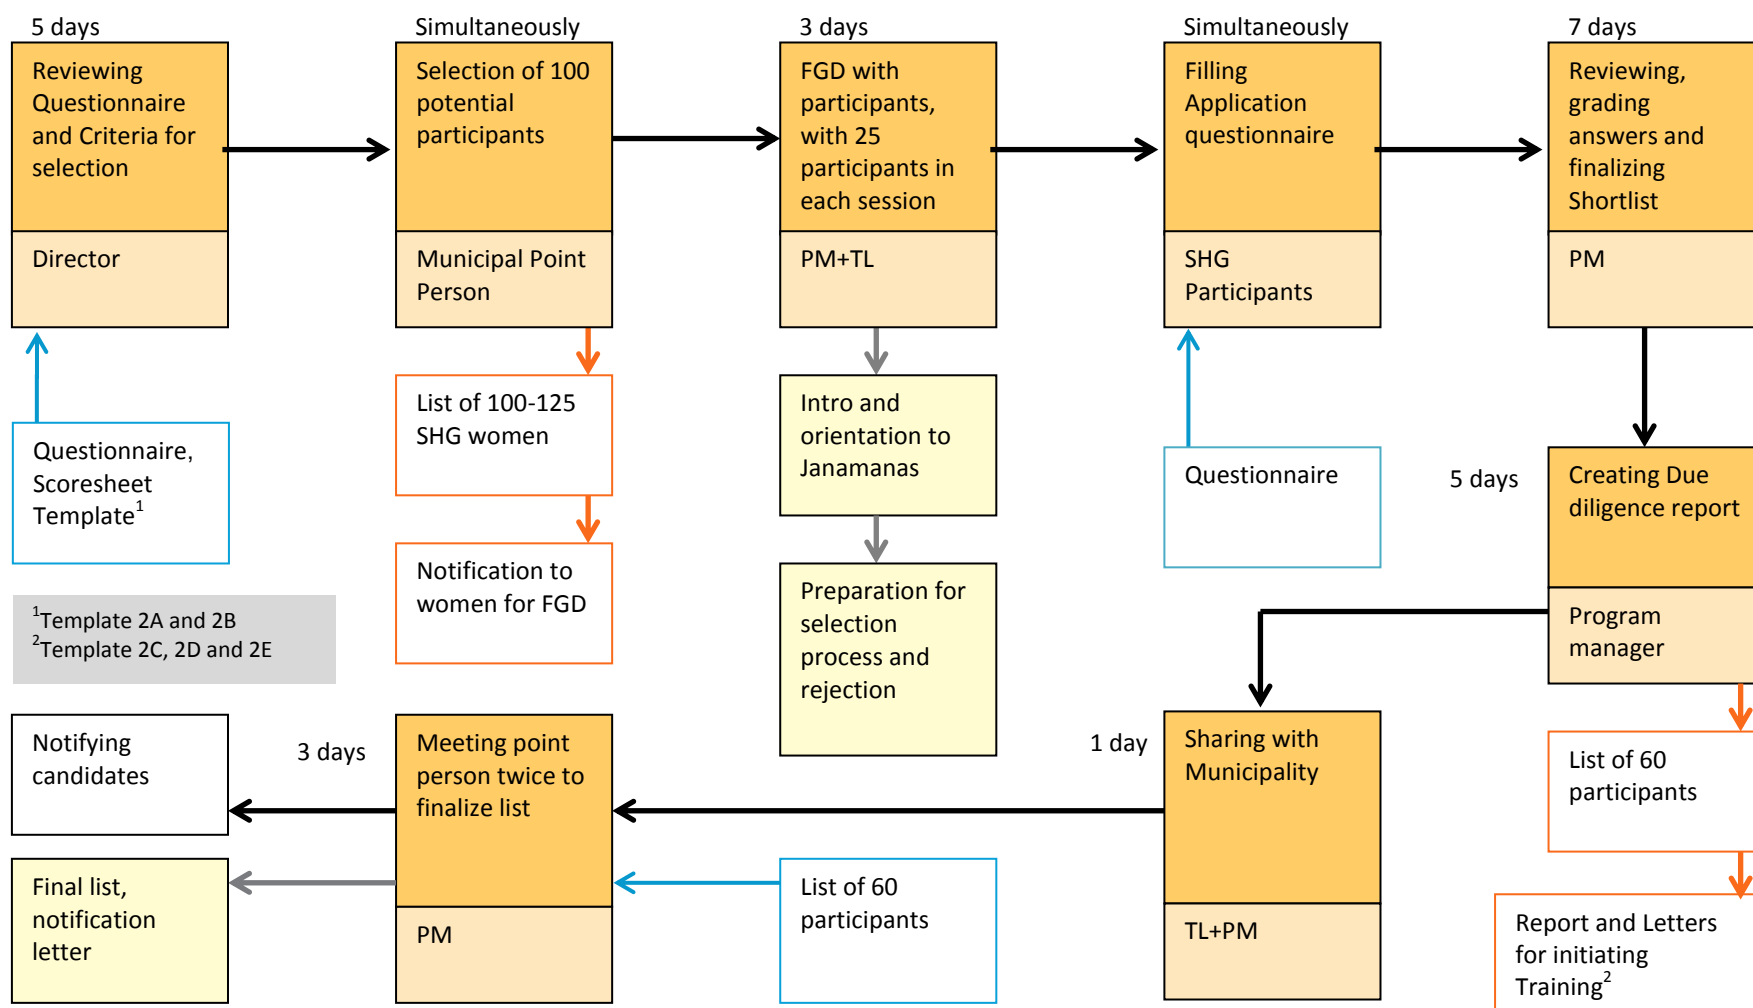 5 days
Reviewing
Questionnaire
and Criteria for
selection
Director
Simultaneously
Selection of 100
potential
participants
Municipal Point
Person
3 days
FGD with
participants,
with 25
participants in
each session
PM+TL
Simultaneously
Filling
Application
questionnaire
SHG
Participants
7 days
Reviewing,
grading
answers and
finalizing
Shortlist
PM
Questionnaire,
Scoresheet
Template1
List of 100-125
SHG women
Notification to
women for FGD
Intro and
orientation to
Janamanas
Preparation for
selection
process and
rejection
Questionnaire
5 days
Creating Due
diligence report
Program
manager
1Template 2A and 2B
2Template 2C, 2D and 2E
Notifying
candidates
Final list,
notification
letter
3 days
Meeting point
person twice to
finalize list
PM
List of 60
participants
1 day
Sharing with
Municipality
TL+PM
List of 60
participants
Report and Letters
for initiating
Training2